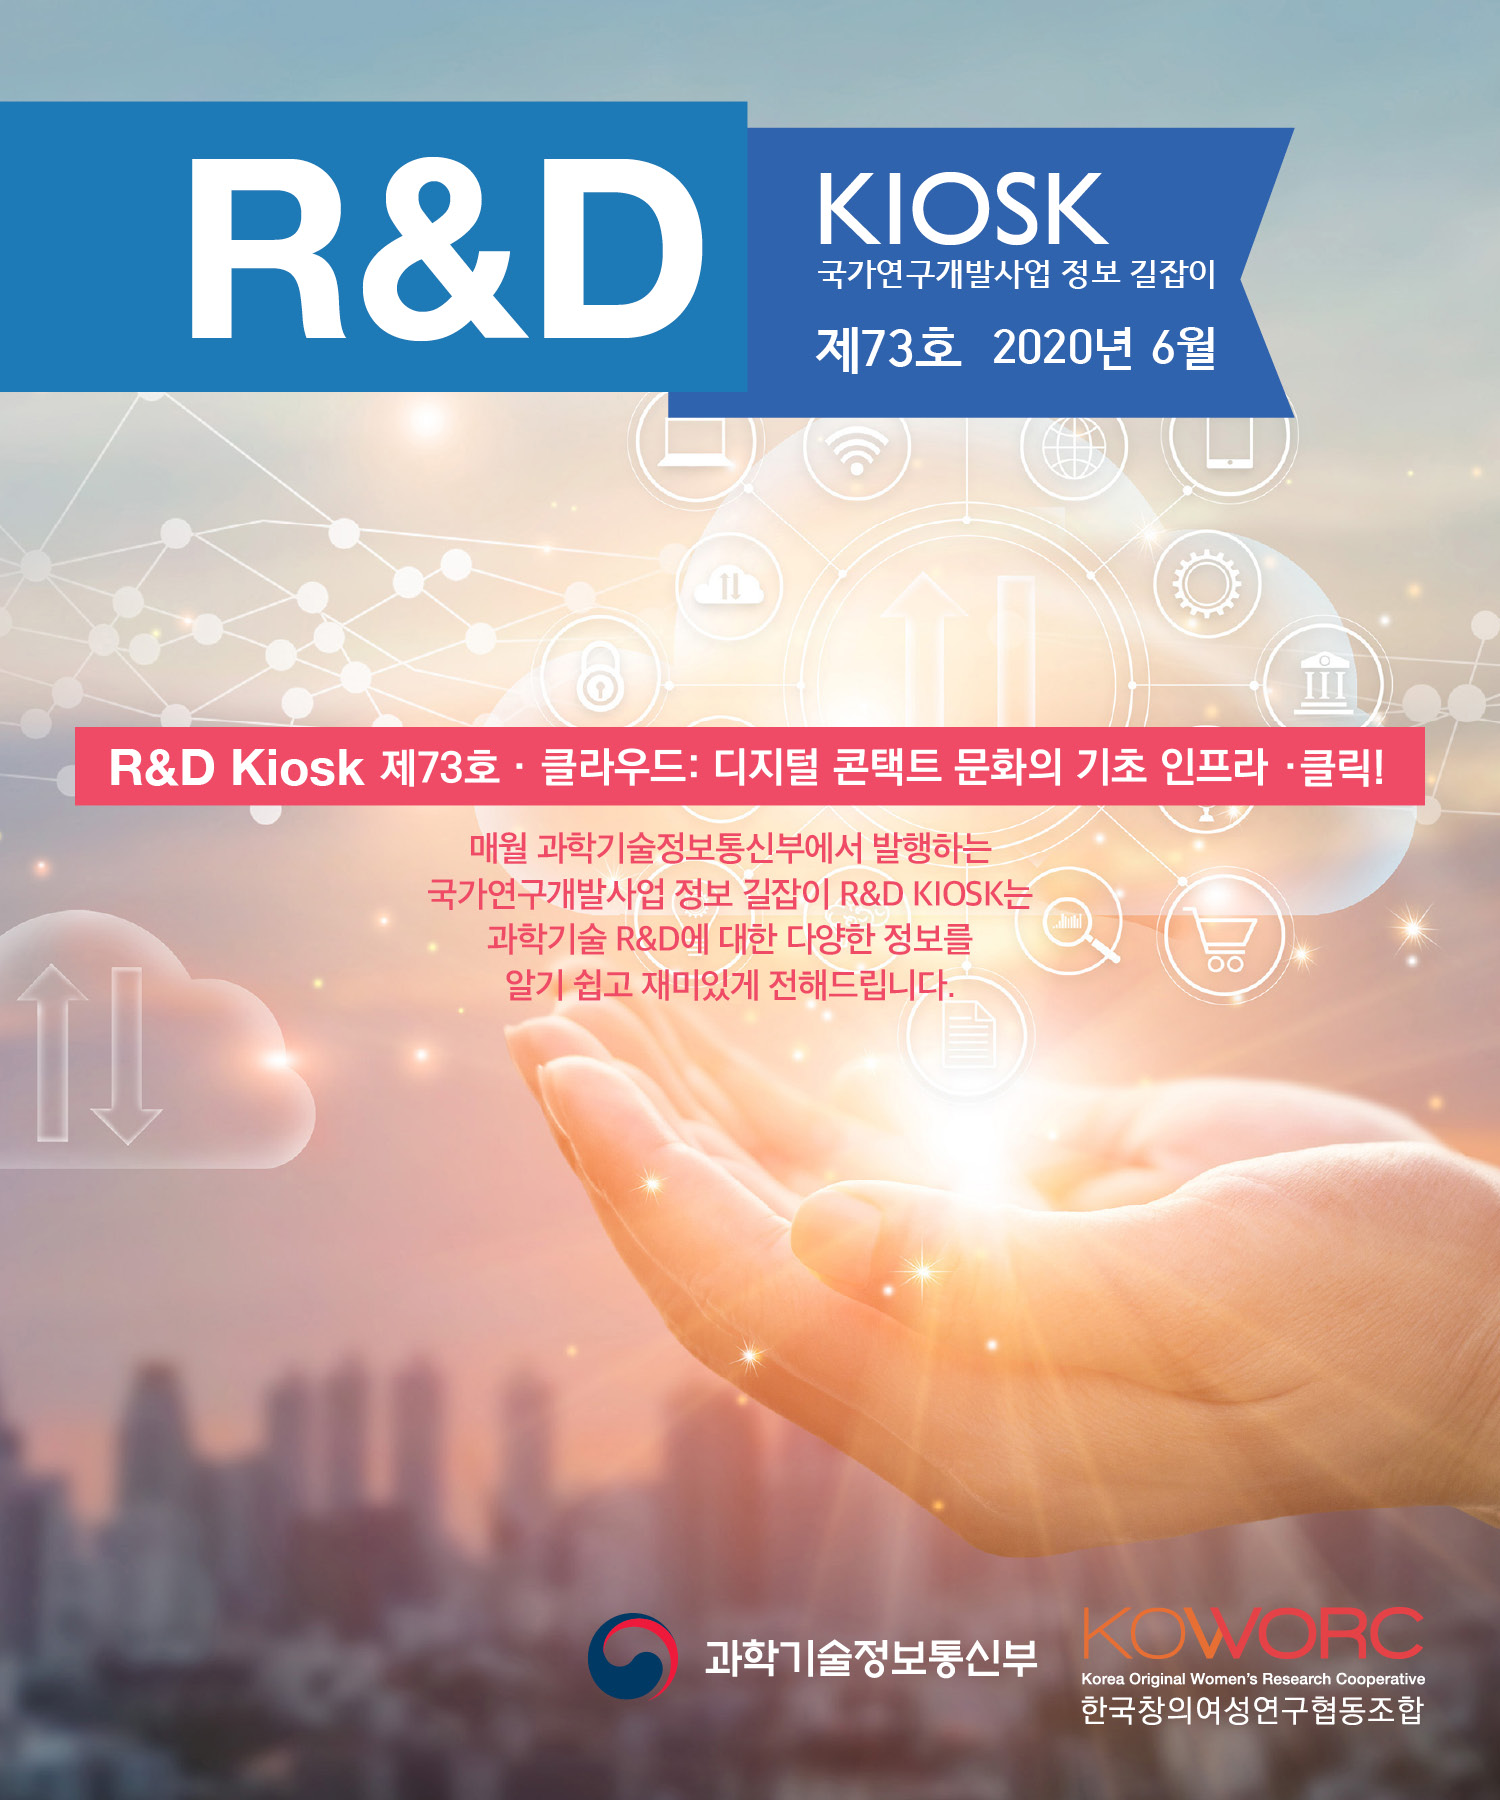 R&D
KIOSK
국가연구개발사업 정보 길잡이
제73호 2020년 6월
R&D Kiosk 제73호 · 클라우드: 디지털 콘택트 문화의 기초 인프라 ·클릭!
매월 과학기술정보통신부에서 발행하는
국가연구개발사업 정보 길잡이 R&D KIOSK는
과학기술 R&D에 대한 다양한 정보를
알기 쉽고 재미있게 전해드립니다.
과학기술정보통신부
KOWORC
Korea Original Women's Research Cooperative
한국창의여성연구협동조합